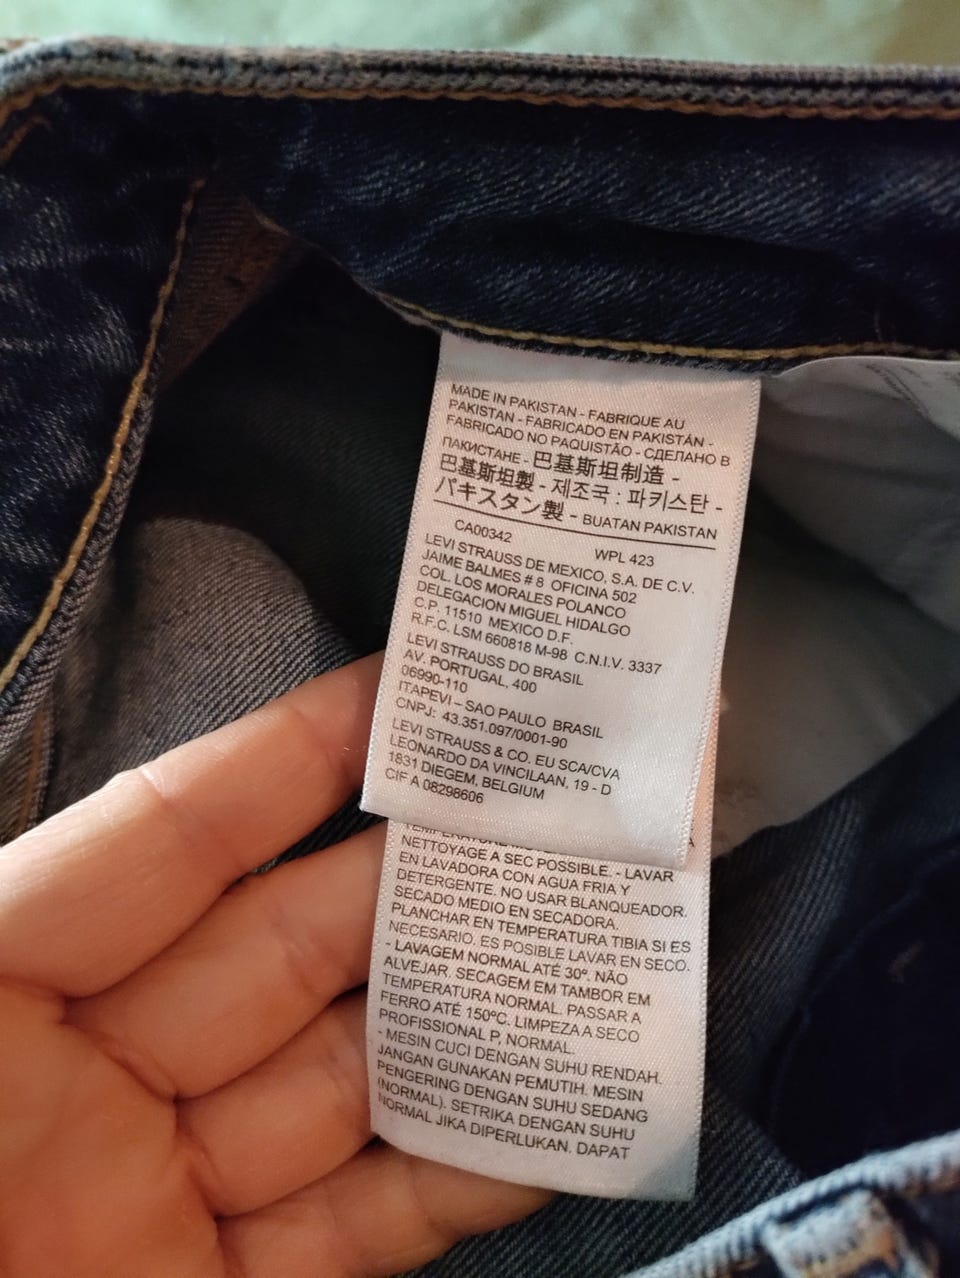 MADE IN PAKISTAN - FABRIQUE AU
PAKISTAN - FABRICADO EN PAKISTÁN -
FABRICADO NO PAQUISTÃO - СДЕЛАНО В
ПАКИСТАНЕ - 巴基斯坦制造 -
巴基斯坦製 - 제조국 : 파키스탄 -
パキスタン製 - BUATAN PAKISTAN
CA00342 WPL 423
LEVI STRAUSS DE MEXICO, S.A. DE C.V.
JAIME BALMES # 8 OFICINA 502
COL. LOS MORALES POLANCO
DELEGACION MIGUEL HIDALGO
C.P. 11510 MEXICO D.F.
R.F.C. LSM 660818 M-98 C.N.I.V. 3337
LEVI STRAUSS DO BRASIL
AV. PORTUGAL, 400
06990-110
ITAPEVI – SAO PAULO BRASIL
CNPJ: 43.351.097/0001-90
LEVI STRAUSS & CO. EU SCA/CVA
LEONARDO DA VINCILAAN, 19 - D
1831 DIEGEM, BELGIUM
CIF A 08298606
NETTOYAGE A SEC POSSIBLE. - LAVAR
EN LAVADORA CON AGUA FRIA Y
DETERGENTE. NO USAR BLANQUEADOR.
SECADO MEDIO EN SECADORA.
PLANCHAR EN TEMPERATURA TIBIA SI ES
NECESARIO. ES POSIBLE LAVAR EN SECO.
- LAVAGEM NORMAL ATÉ 30º. NÃO
ALVEJAR. SECAGEM EM TAMBOR EM
TEMPERATURA NORMAL. PASSAR A
FERRO ATÉ 150ºC. LIMPEZA A SECO
PROFISSIONAL P, NORMAL.
- MESIN CUCI DENGAN SUHU RENDAH.
JANGAN GUNAKAN PEMUTIH. MESIN
PENGERING DENGAN SUHU SEDANG
(NORMAL). SETRIKA DENGAN SUHU
NORMAL JIKA DIPERLUKAN. DAPAT